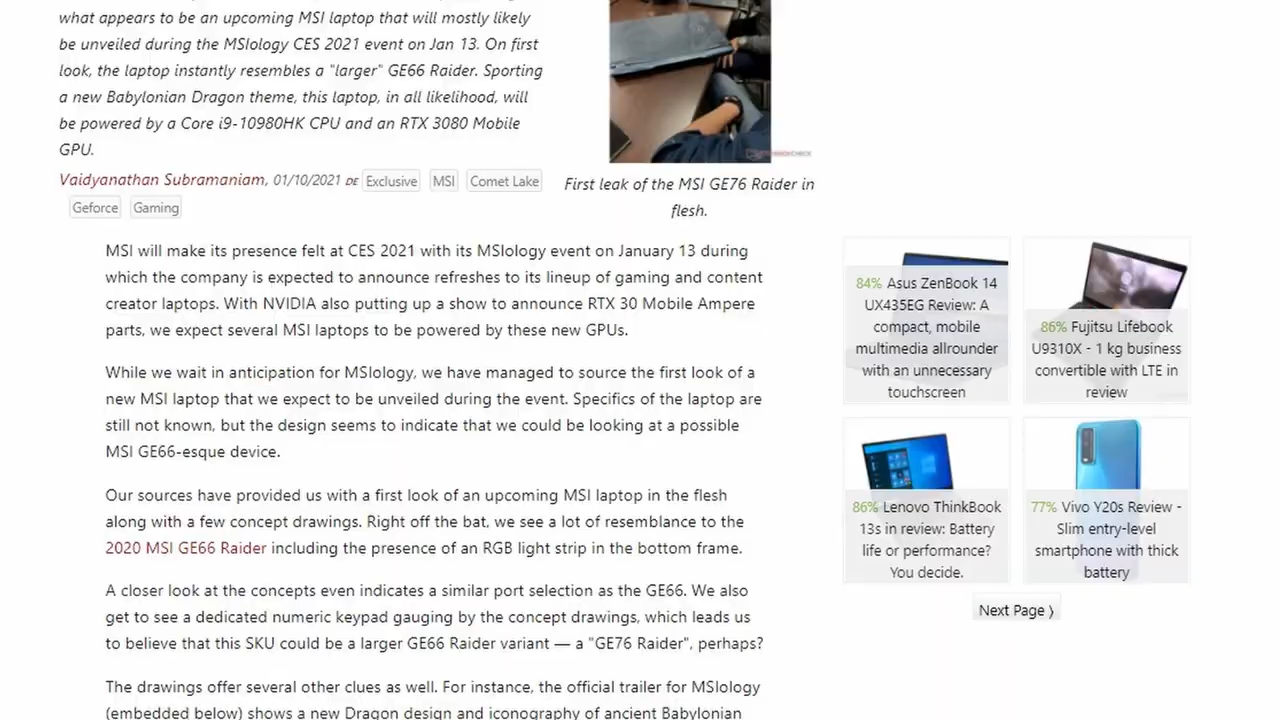 what appears to be an upcoming MSI laptop that will mostly likely
be unveiled during the MSIology CES 2021 event on Jan 13. On first
look, the laptop instantly resembles a "larger" GE66 Raider. Sporting
a new Babylonian Dragon theme, this laptop, in all likelihood, will
be powered by a Core i9-10980HK CPU and an RTX 3080 Mobile
GPU.
Vaidyanathan Subramaniam, 01/10/2021 DE Exclusive MSI Comet Lake
Geforce Gaming
First leak of the MSI GE76 Raider in
flesh.
MSI will make its presence felt at CES 2021 with its MSIology event on January 13 during
which the company is expected to announce refreshes to its lineup of gaming and content
creator laptops. With NVIDIA also putting up a show to announce RTX 30 Mobile Ampere
parts, we expect several MSI laptops to be powered by these new GPUs.
While we wait in anticipation for MSIology, we have managed to source the first look of a
new MSI laptop that we expect to be unveiled during the event. Specifics of the laptop are
still not known, but the design seems to indicate that we could be looking at a possible
MSI GE66-esque device.
Our sources have provided us with a first look of an upcoming MSI laptop in the flesh
along with a few concept drawings. Right off the bat, we see a lot of resemblance to the
2020 MSI GE66 Raider including the presence of an RGB light strip in the bottom frame.
A closer look at the concepts even indicates a similar port selection as the GE66. We also
get to see a dedicated numeric keypad gauging by the concept drawings, which leads us
to believe that this SKU could be a larger GE66 Raider variant — a "GE76 Raider", perhaps?
The drawings offer several other clues as well. For instance, the official trailer for MSIology
(embedded below) shows a new Dragon design and iconography of ancient Babylonian
84% Asus ZenBook 14
UX435EG Review: A
compact, mobile
multimedia allrounder
with an unnecessary
touchscreen
86% Fujitsu Lifebook
U9310X - 1 kg business
convertible with LTE in
review
86% Lenovo ThinkBook
13s in review: Battery
life or performance?
You decide.
77% Vivo Y20s Review -
Slim entry-level
smartphone with thick
battery
Next Page ⟩